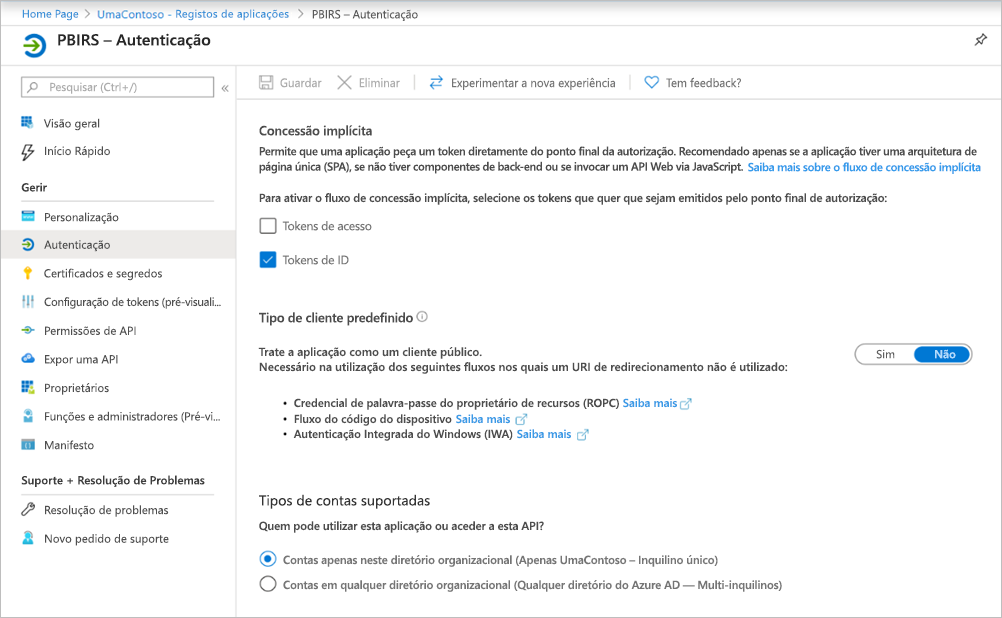 Home Page > UmaContoso - Registos de aplicações > PBIRS – Autenticação
PBIRS – Autenticação
Pesquisar (Ctrl+/)
«
Visão geral
Início Rápido
Gerir
Personalização
Autenticação
Certificados e segredos
Configuração de tokens (pré-visuali...
Permissões de API
Expor uma API
Proprietários
Funções e administradores (Pré-vi...
Manifesto
Suporte + Resolução de Problemas
Resolução de problemas
Novo pedido de suporte
Guardar
Eliminar
Experimentar a nova experiência
Tem feedback?
Concessão implícita
Permite que uma aplicação peça um token diretamente do ponto final da autorização. Recomendado apenas se a aplicação tiver uma arquitetura de
página única (SPA), se não tiver componentes de back-end ou se invocar um API Web via JavaScript. Saiba mais sobre o fluxo de concessão implícita
Para ativar o fluxo de concessão implícita, selecione os tokens que quer que sejam emitidos pelo ponto final de autorização:
Tokens de acesso
Tokens de ID
Tipo de cliente predefinido
Trate a aplicação como um cliente público.
Necessário na utilização dos seguintes fluxos nos quais um URI de redirecionamento não é utilizado:
Sim Não
• Credencial de palavra-passe do proprietário de recursos (ROPC) Saiba mais
• Fluxo do código do dispositivo Saiba mais
• Autenticação Integrada do Windows (IWA) Saiba mais
Tipos de contas suportadas
Quem pode utilizar esta aplicação ou aceder a esta API?
Contas apenas neste diretório organizacional (Apenas UmaContoso – Inquilino único)
Contas em qualquer diretório organizacional (Qualquer diretório do Azure AD — Multi-inquilinos)